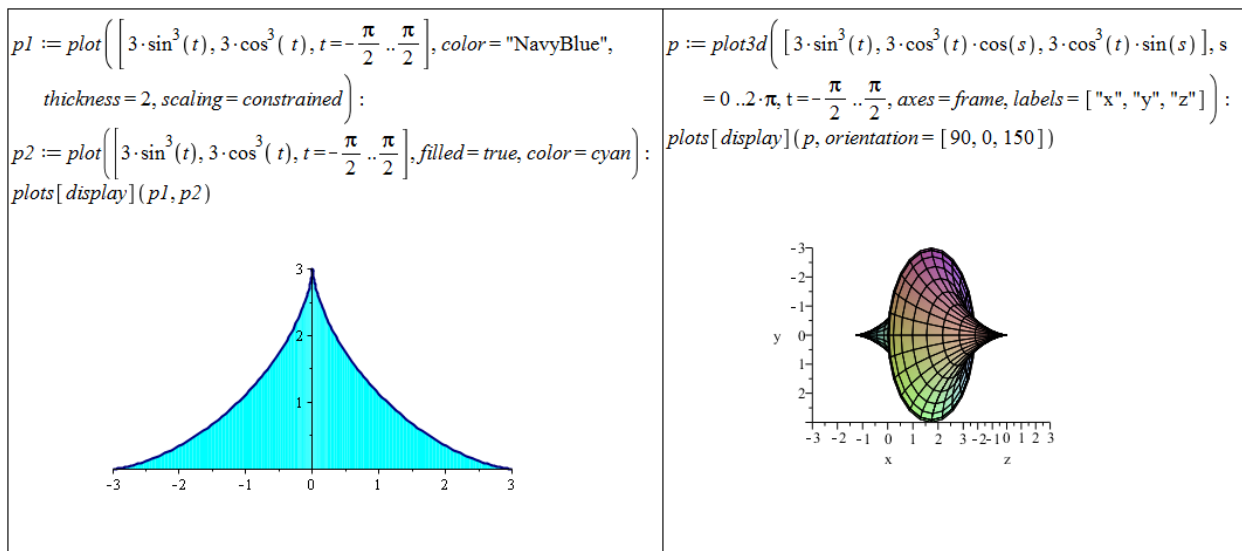 p1 := plot([3·sin³(t), 3·cos³( t), t=-π/2 ..π/2], color="NavyBlue",
thickness=2, scaling=constrained):
p2 := plot([3·sin³(t), 3·cos³(t), t=-π/2 ..π/2], filled=true, color=cyan):
plots[display](p1, p2)
3
2
1
-3 -2 -1 0 1 2 3
p := plot3d([3·sin³(t), 3·cos³(t)·cos(s), 3·cos³(t)·sin(s)], s
=0 ..2·π, t=-π/2 ..π/2, axes=frame, labels=["x", "y", "z"]):
plots[display](p, orientation=[90, 0, 150])
-3
-2
-1
y 0
1
2
-3 -2 -1 0 1 2 3 -2 -1 0 1 2 3
x z